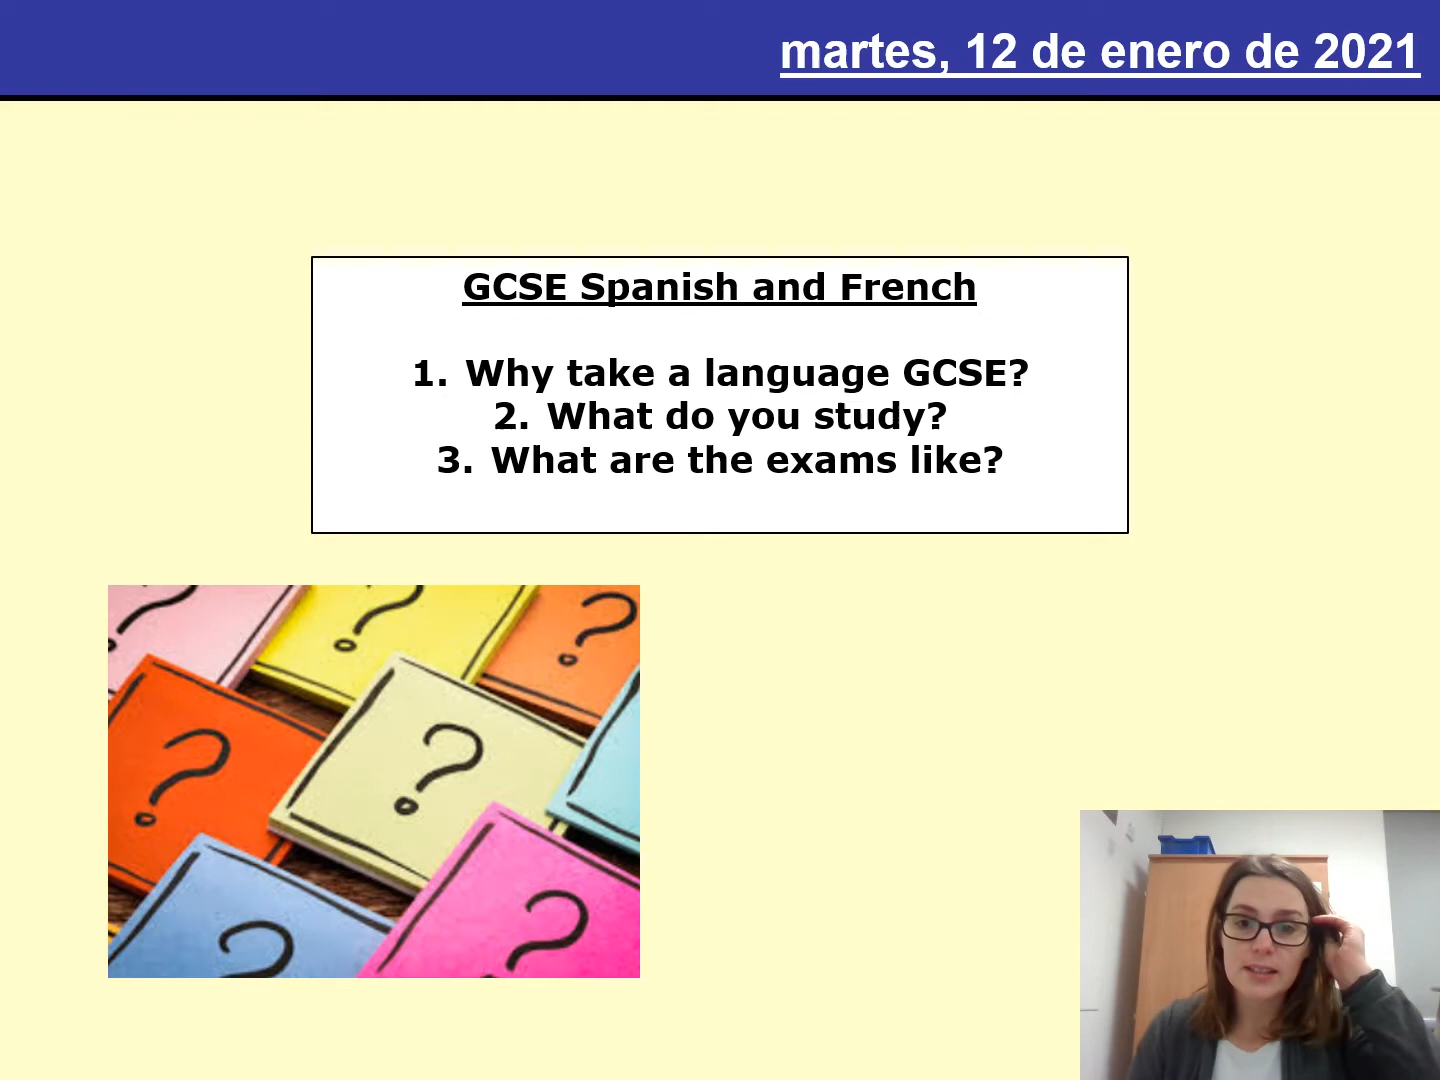 martes, 12 de enero de 2021
GCSE Spanish and French
1. Why take a language GCSE?
2. What do you study?
3. What are the exams like?
?
?
?
?
?
?
?